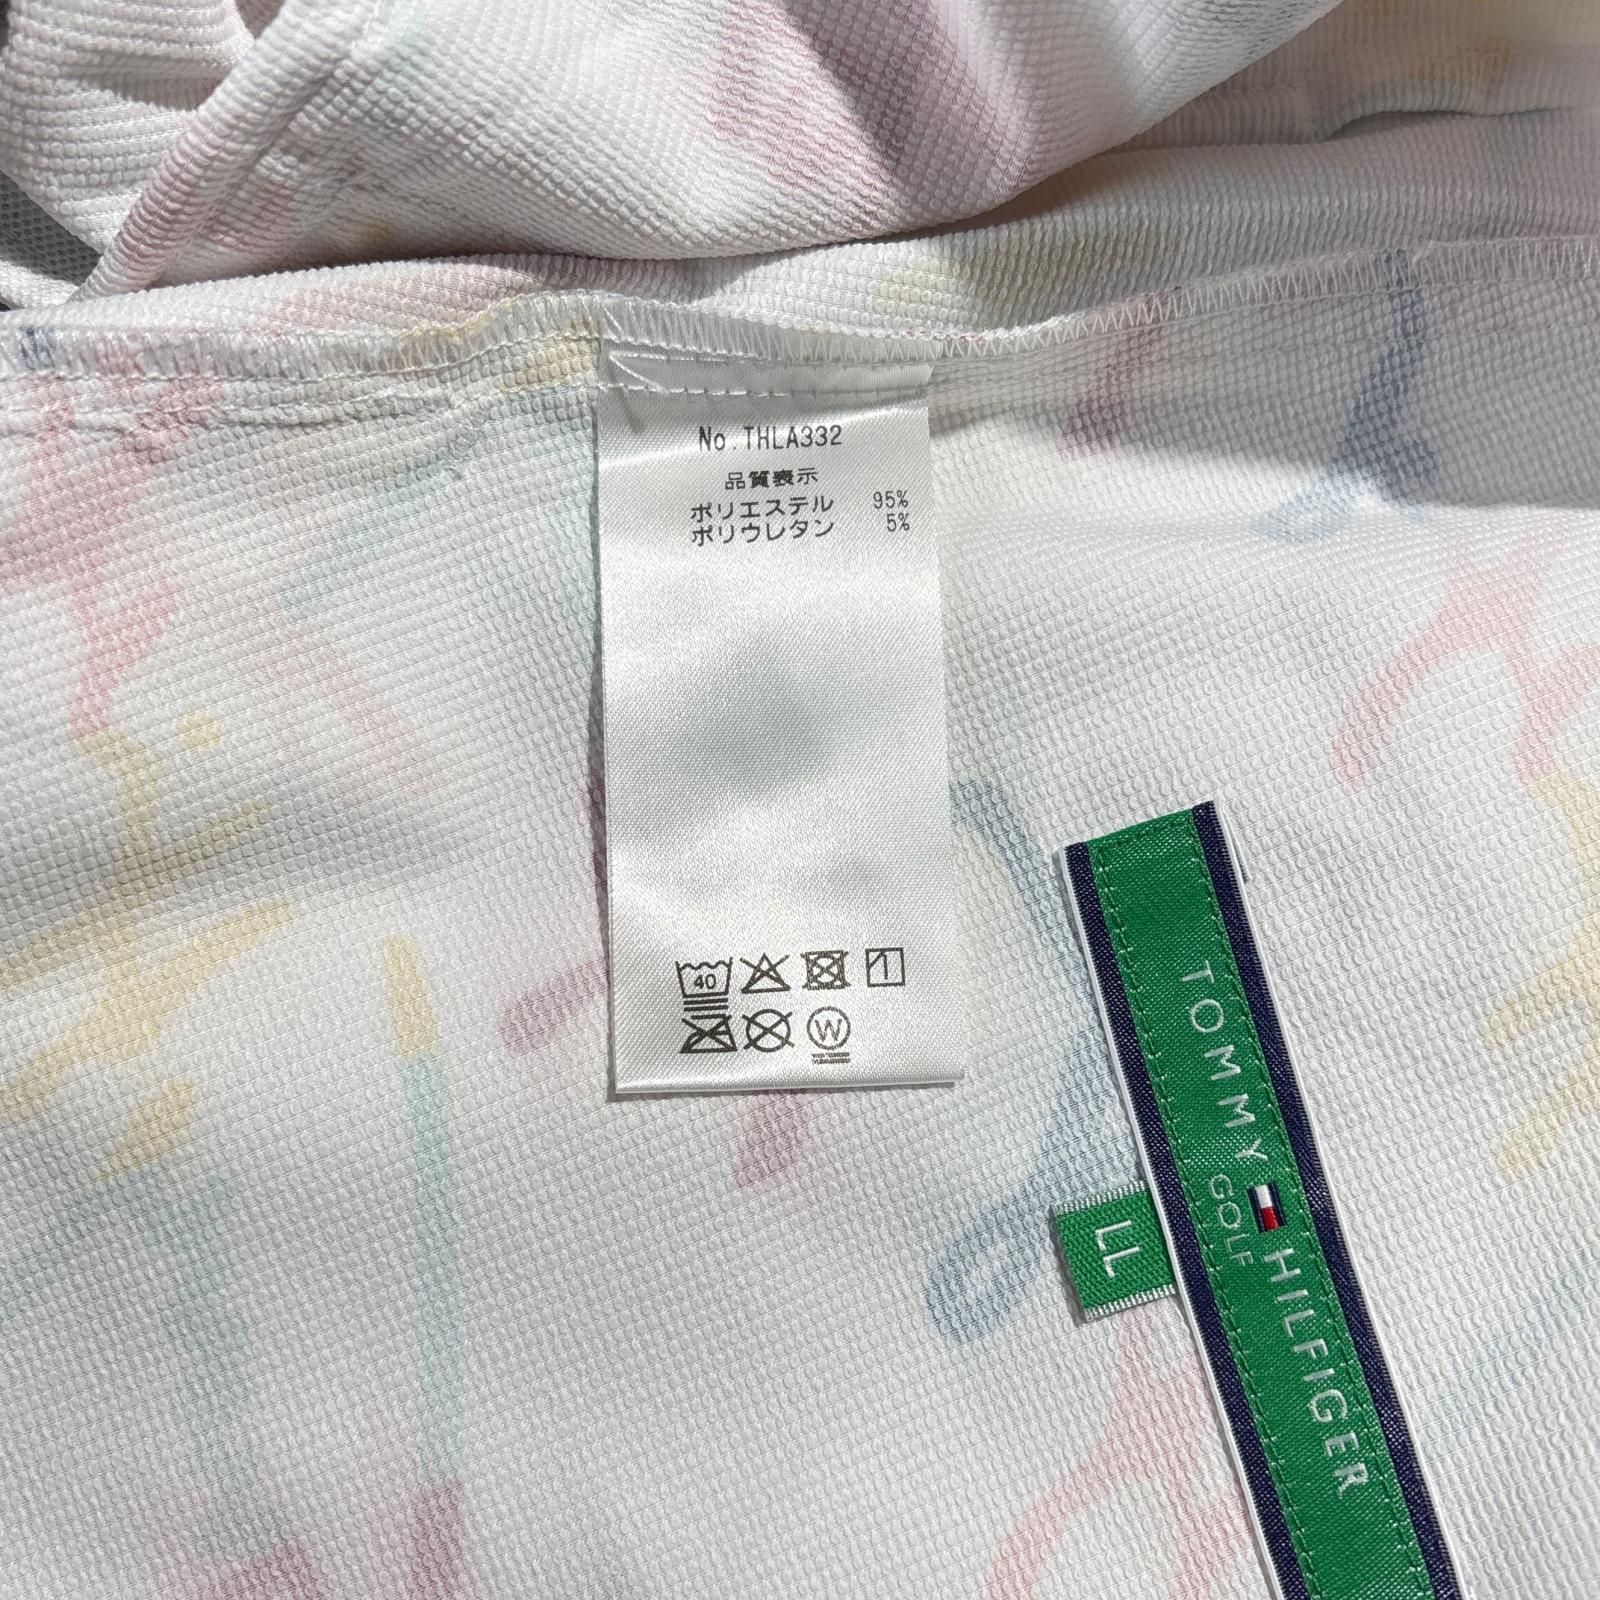 No.THLA332
品質表示
ポリエステル 95%
ポリウレタン 5%
40
W
TOMMY HILFIGER
GOLF
LL